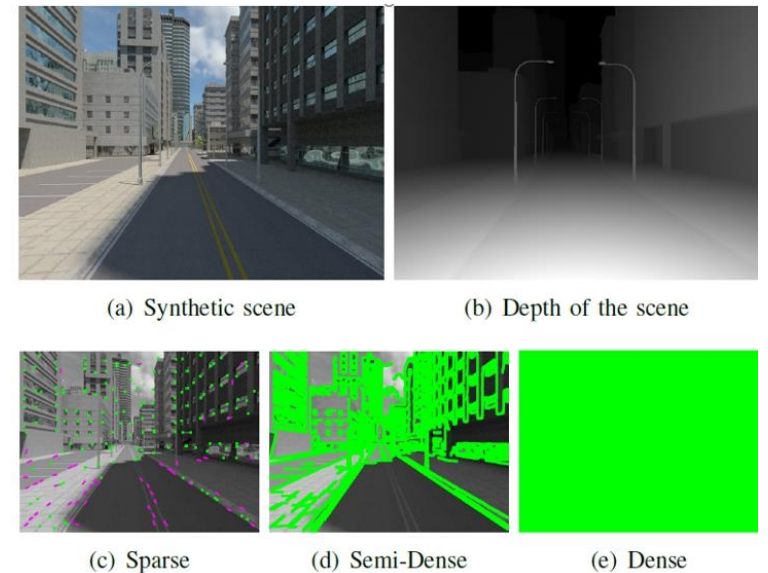 (a) Synthetic scene
(b) Depth of the scene
(c) Sparse
(d) Semi-Dense
(e) Dense